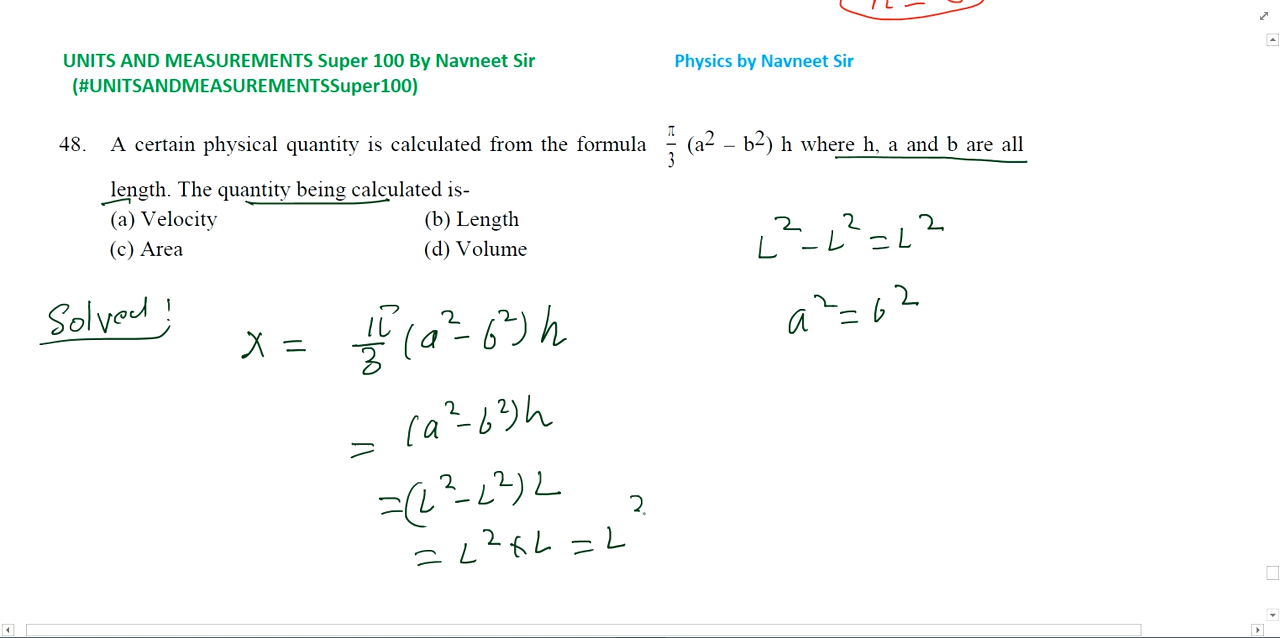 UNITS AND MEASUREMENTS Super 100 By Navneet Sir
Physics by Navneet Sir
(#UNITSANDMEASUREMENTSSuper100)
48. A certain physical quantity is calculated from the formula π/3 (a² – b²) h where h, a and b are all
length. The quantity being calculated is-
(a) Velocity (b) Length
(c) Area (d) Volume
L² - L² = L²
a² = b²
Solved!
x = π/3 (a² - b²) h
= (a² - b²) h
= (L² - L²) L
= L² × L = L²